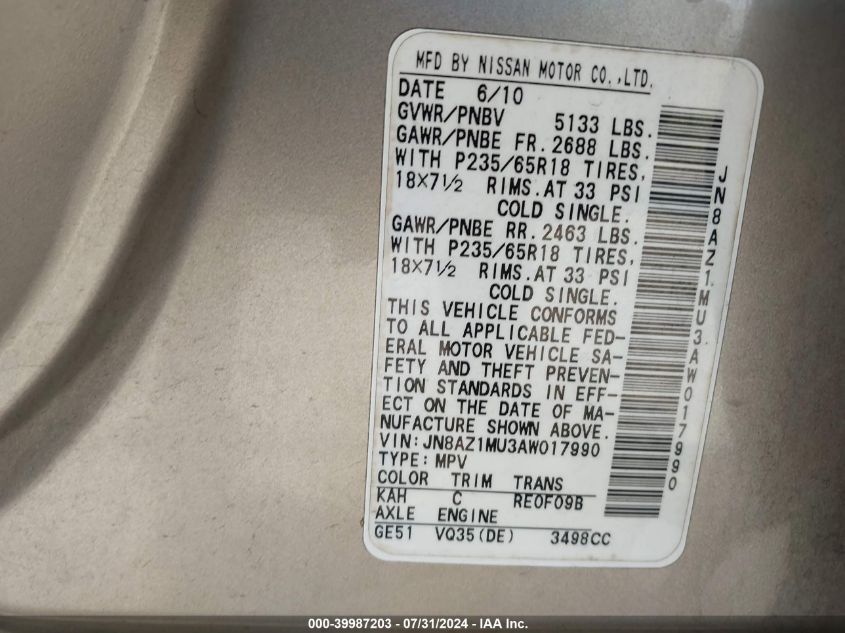 MFD BY NISSAN MOTOR CO.,LTD.
DATE 6/10
GVWR/PNBV 5133 LBS.
GAWR/PNBE FR. 2688 LBS.
WITH P235/65R18 TIRES,
18X7½ RIMS. AT 33 PSI
COLD SINGLE.
GAWR/PNBE RR. 2463 LBS.
WITH P235/65R18 TIRES,
18X7½ RIMS. AT 33 PSI
COLD SINGLE.
THIS VEHICLE CONFORMS
TO ALL APPLICABLE FED-
ERAL MOTOR VEHICLE SA-
FETY AND THEFT PREVEN-
TION STANDARDS IN EFF-
ECT ON THE DATE OF MA-
NUFACTURE SHOWN ABOVE.
VIN:JN8AZ1MU3AW017990
TYPE:MPV
COLOR TRIM TRANS
KAH C RE0F09B
AXLE ENGINE
GE51 VQ35(DE) 3498CC
JN8AZ1MU3AW017990
000-39987203 - 07/31/2024 - IAA Inc.